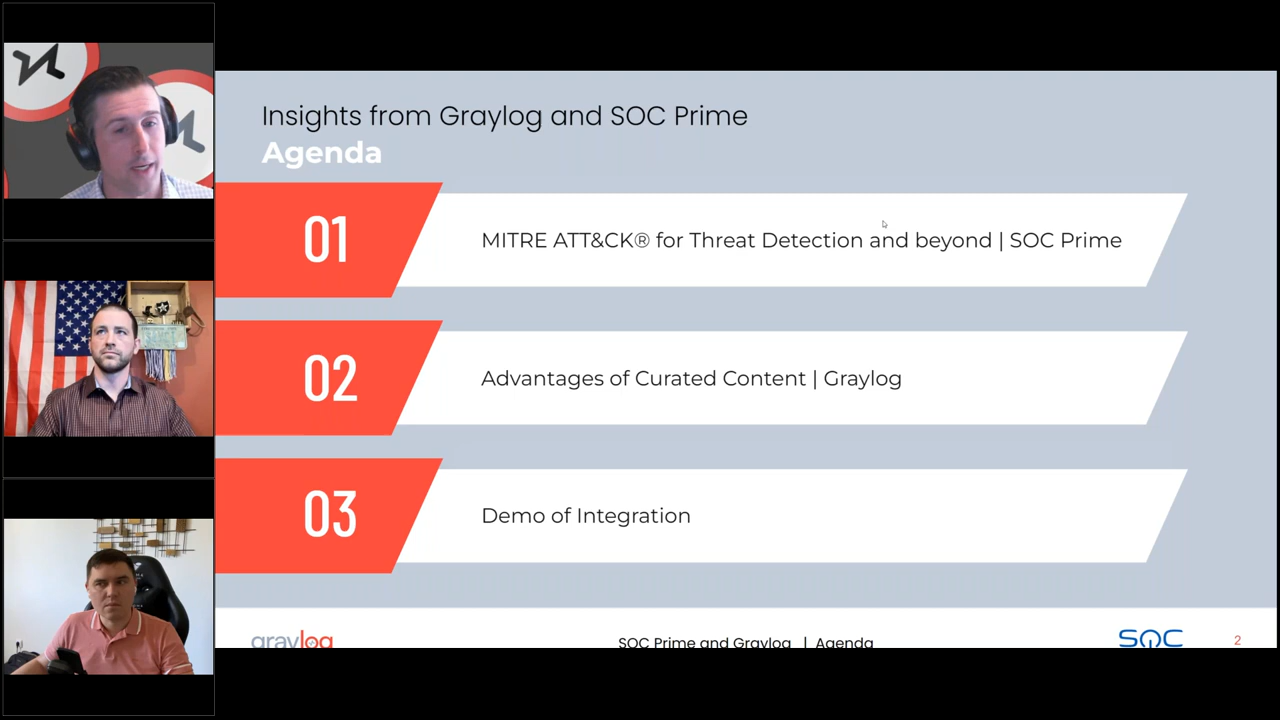 Insights from Graylog and SOC Prime
Agenda
01
MITRE ATT&CK® for Threat Detection and beyond | SOC Prime
02
Advantages of Curated Content | Graylog
03
Demo of Integration
graylog
SOC Prime and Graylog | Agenda
SOC
2